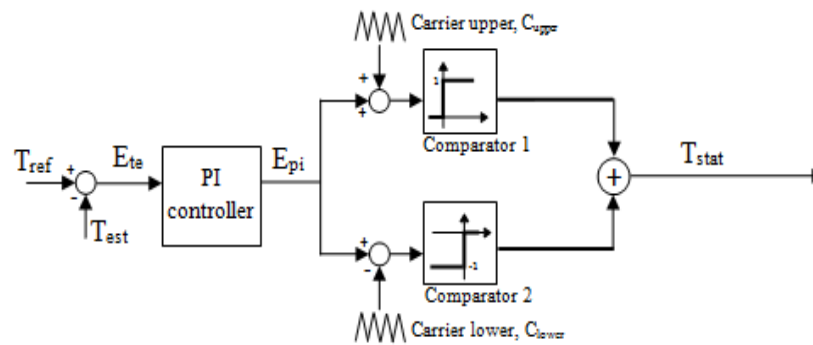 Carrier upper, Cupper
+
+
1
Comparator 1
Tref
+
-
Ete
PI
controller
Epi
Test
+
Tstat
+
-
-1
Comparator 2
Carrier lower, Clower